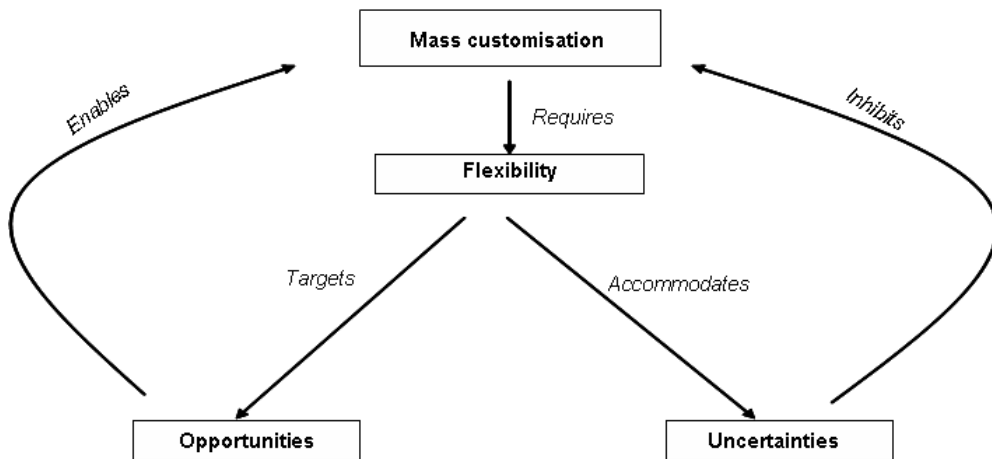 Mass customisation
Enables
Inhibits
Requires
Flexibility
Targets
Accommodates
Opportunities
Uncertainties